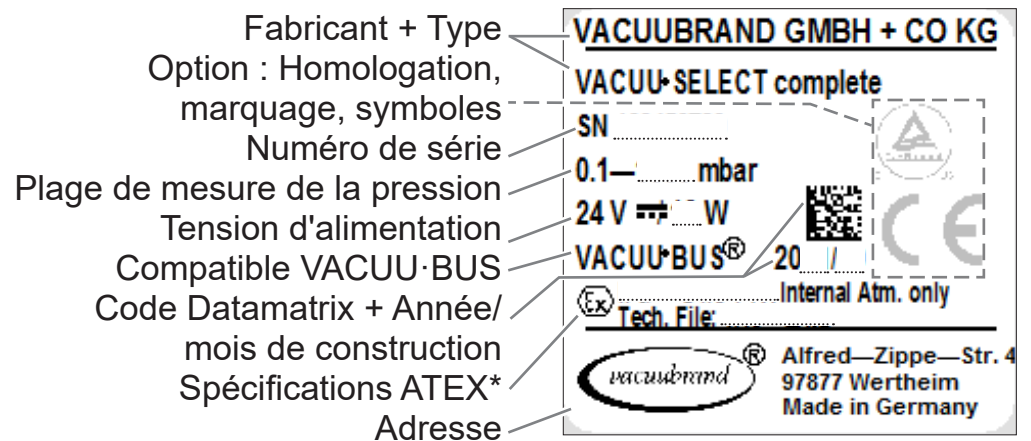 Fabricant + Type
Option : Homologation,
marquage, symboles
Numéro de série
Plage de mesure de la pression
Tension d'alimentation
Compatible VACUU·BUS
Code Datamatrix + Année/
mois de construction
Spécifications ATEX*
Adresse
VACUUBRAND GMBH + CO KG
VACUU•SELECT complete
SN
0.1— mbar
24 V ⎓/ W
VACUU•BUS® 20 /
CE
Ex Internal Atm. only
Tech. File:
vacuubrand ®
Alfred—Zippe—Str. 4
97877 Wertheim
Made in Germany